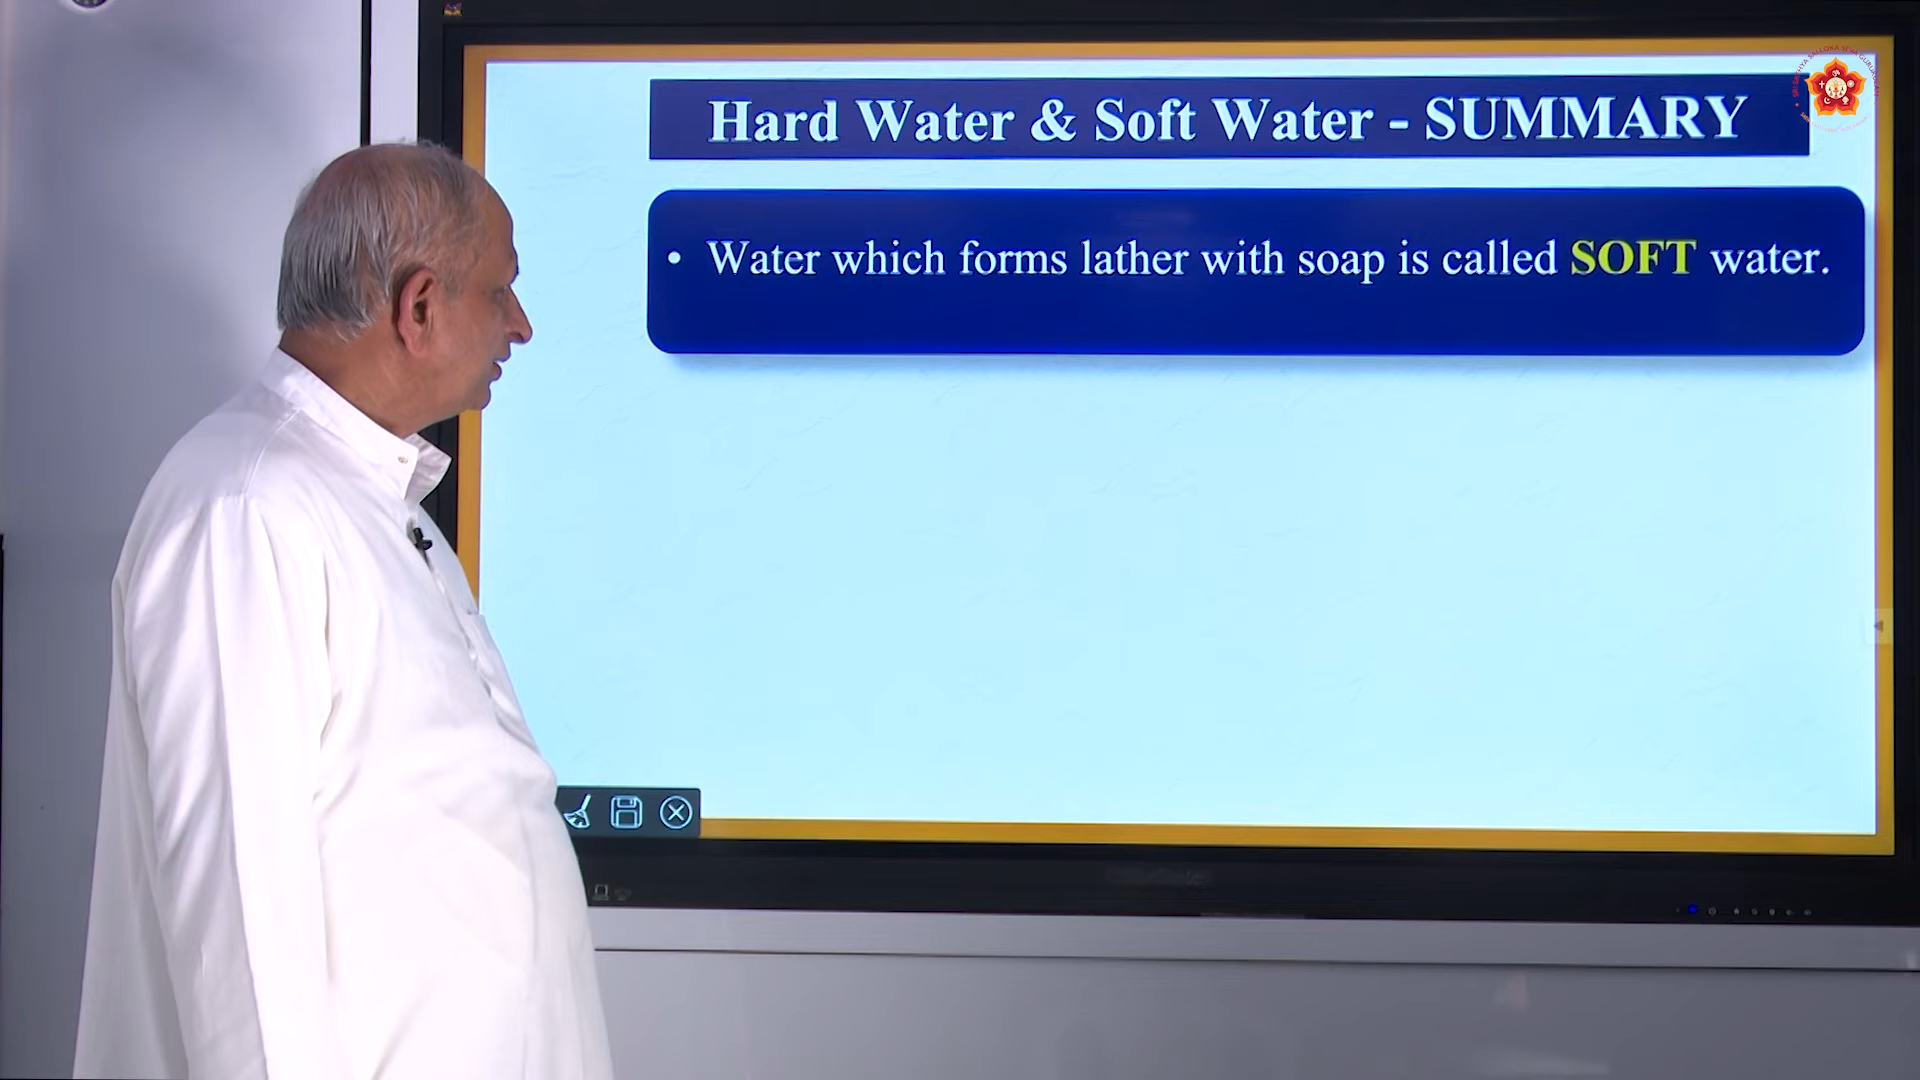 Hard Water & Soft Water - SUMMARY
• Water which forms lather with soap is called SOFT water.